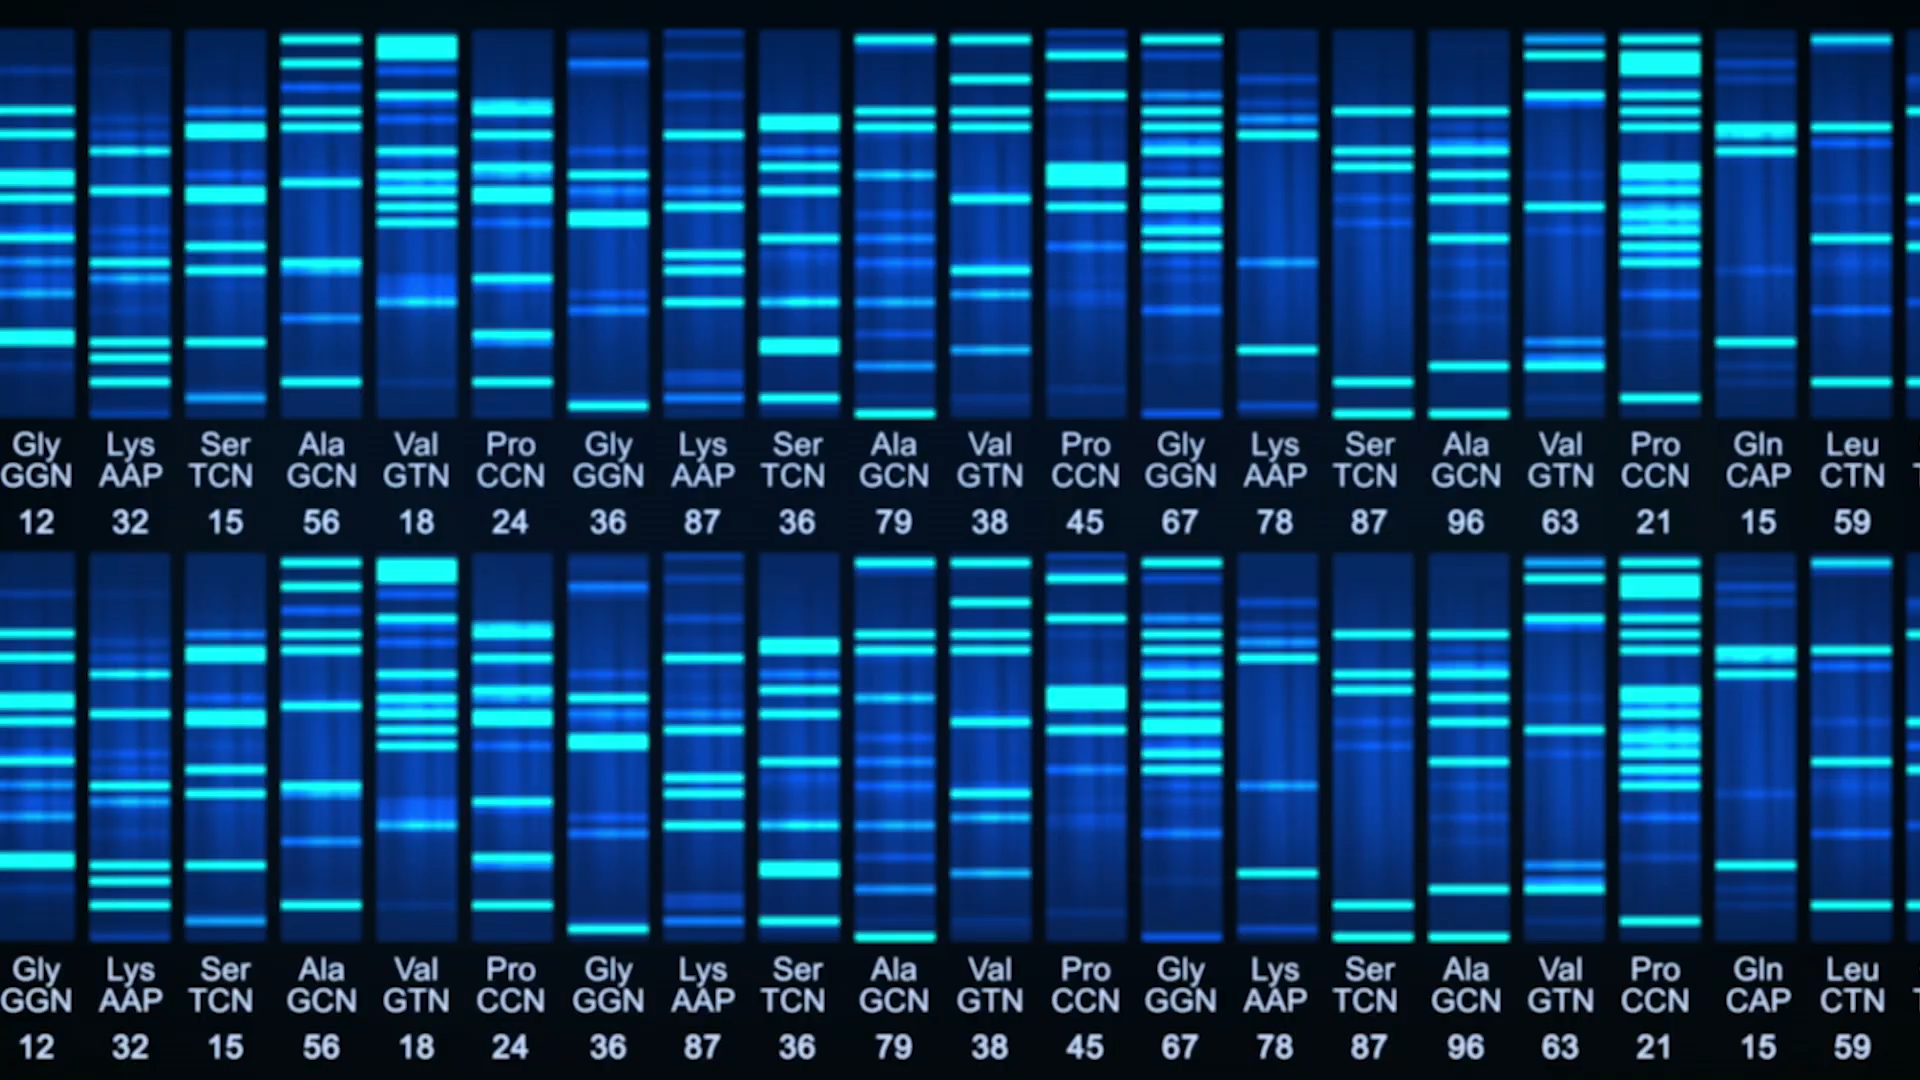 Gly Lys Ser Ala Val Pro Gly Lys Ser Ala Val Pro Gly Lys Ser Ala Val Pro Gln Leu
GGN AAP TCN GCN GTN CCN GGN AAP TCN GCN GTN CCN GGN AAP TCN GCN GTN CCN CAP CTN
12 32 15 56 18 24 36 87 36 79 38 45 67 78 87 96 63 21 15 59
Gly Lys Ser Ala Val Pro Gly Lys Ser Ala Val Pro Gly Lys Ser Ala Val Pro Gln Leu
GGN AAP TCN GCN GTN CCN GGN AAP TCN GCN GTN CCN GGN AAP TCN GCN GTN CCN CAP CTN
12 32 15 56 18 24 36 87 36 79 38 45 67 78 87 96 63 21 15 59